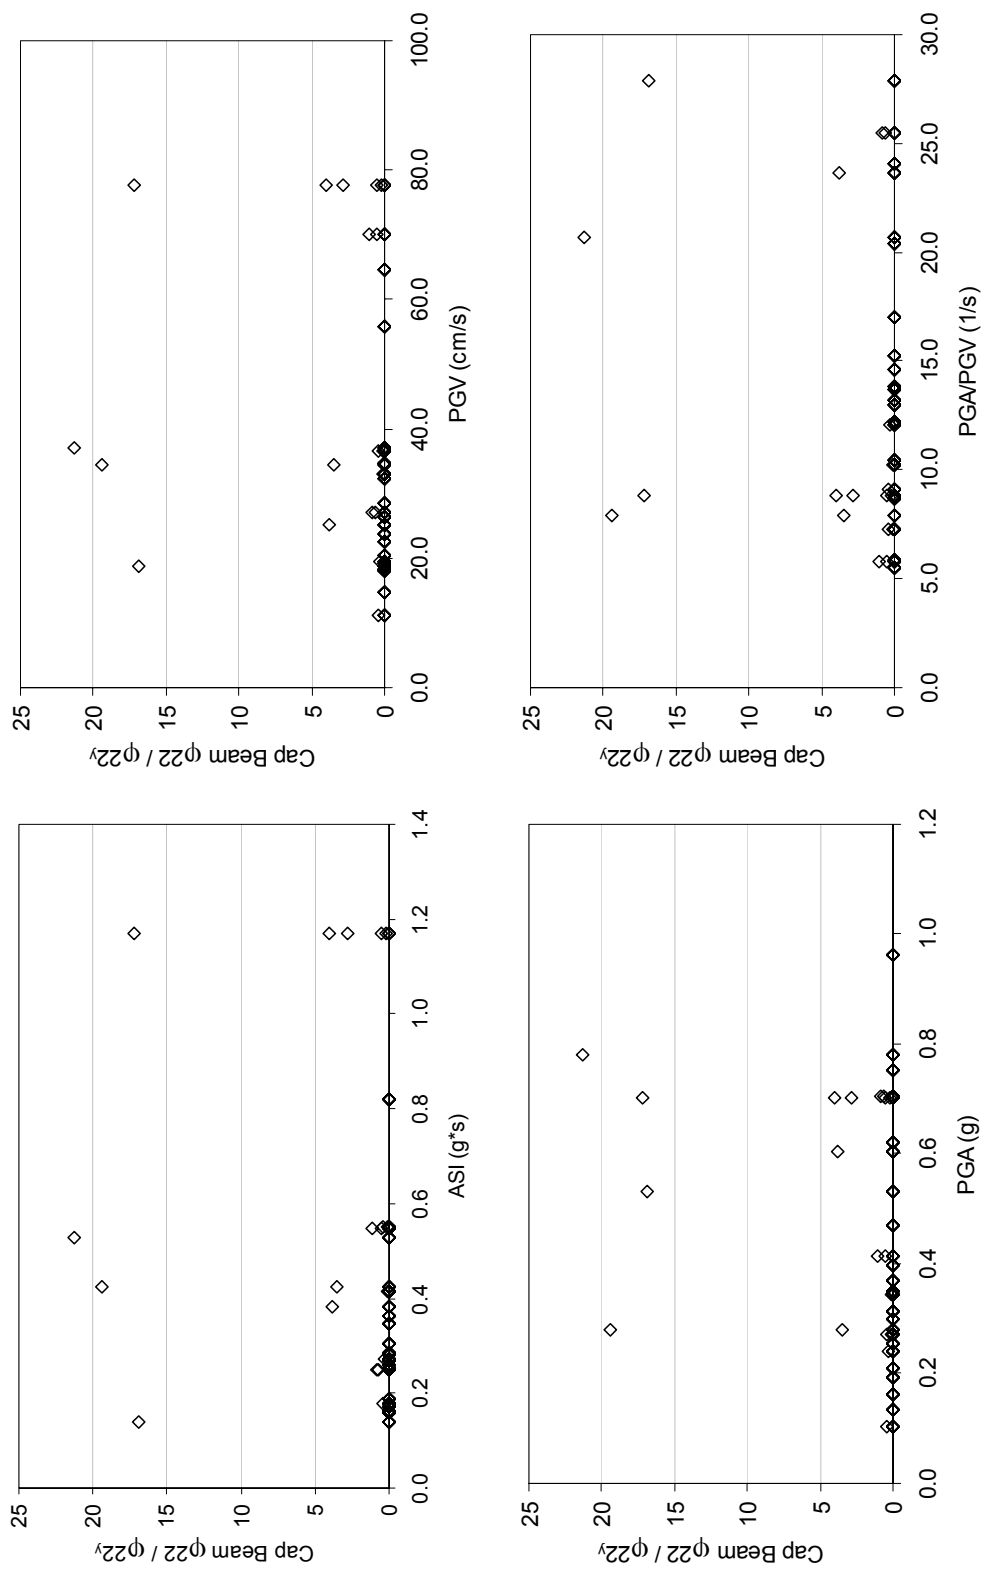 Cap Beam φ22 / φ22y
25
20
15
10
5
0
0.0 0.2 0.4 0.6 0.8 1.0 1.2 1.4
ASI (g*s)
Cap Beam φ22 / φ22y
25
20
15
10
5
0
0.0 20.0 40.0 60.0 80.0 100.0
PGV (cm/s)
Cap Beam φ22 / φ22y
25
20
15
10
5
0
0.0 0.2 0.4 0.6 0.8 1.0 1.2
PGA (g)
Cap Beam φ22 / φ22y
25
20
15
10
5
0
0.0 5.0 10.0 15.0 20.0 25.0 30.0
PGA/PGV (1/s)